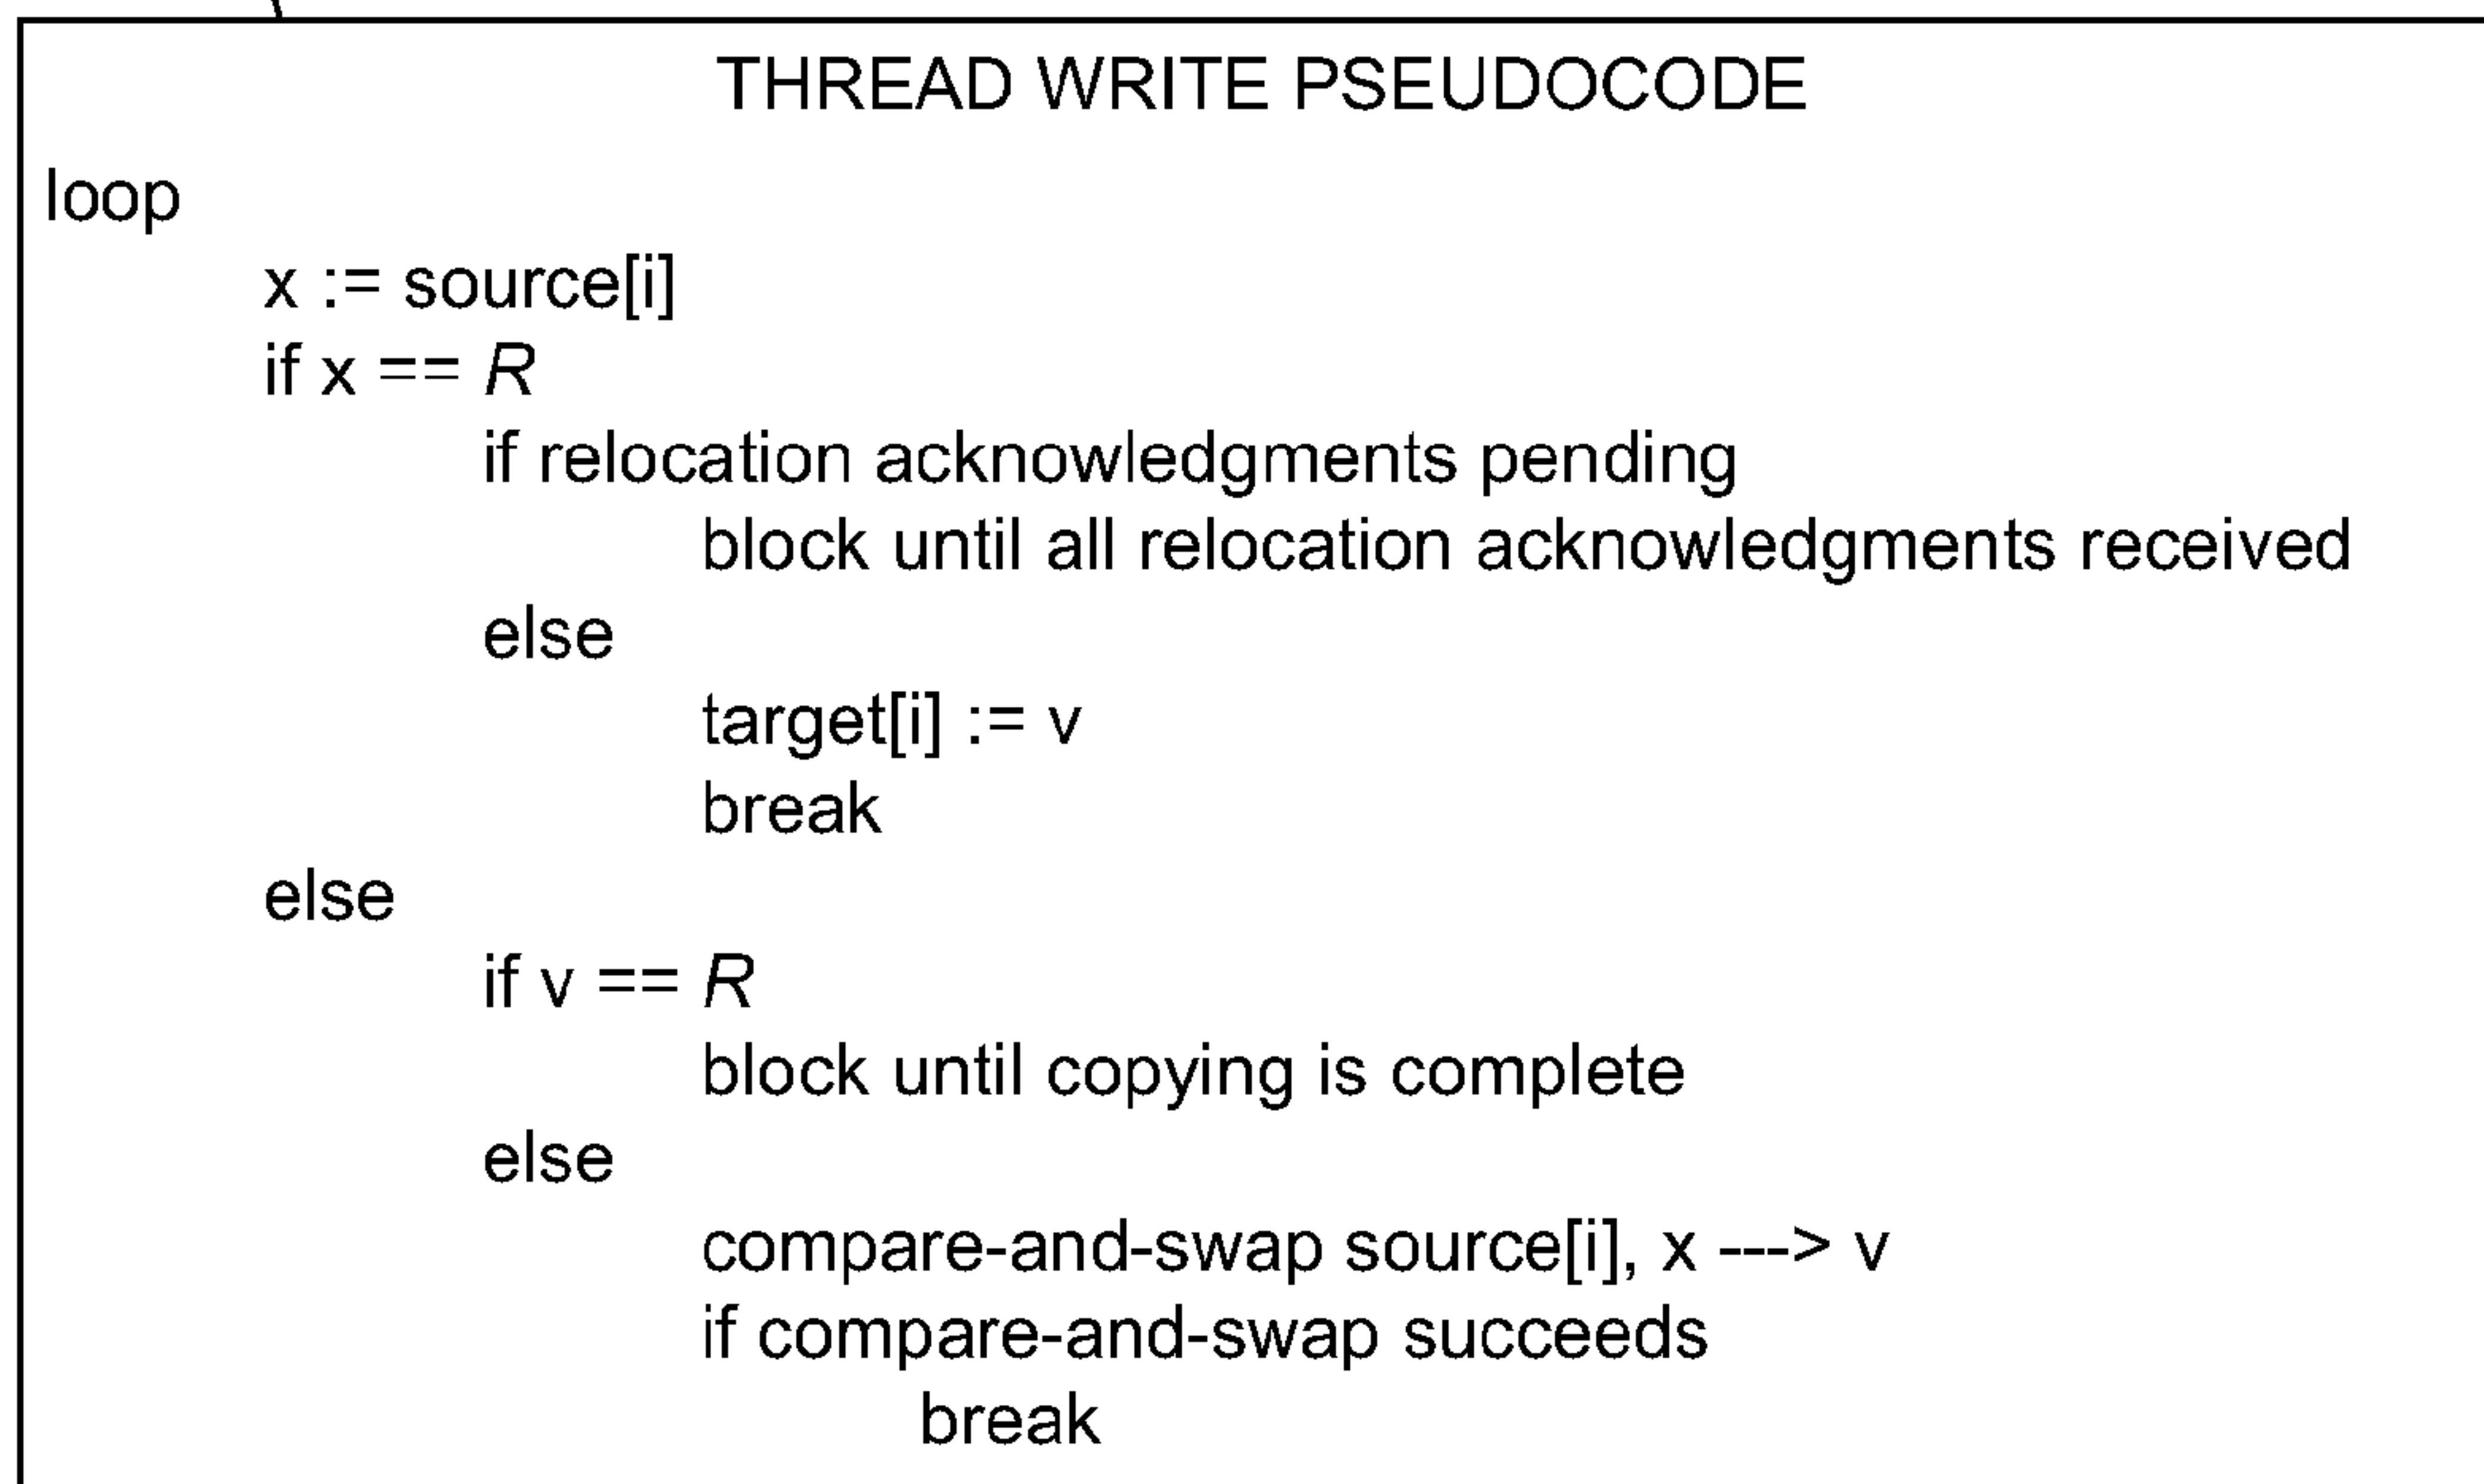 THREAD WRITE PSEUDOCODE
loop
x := source[i]
if x == R
if relocation acknowledgments pending
block until all relocation acknowledgments received
else
target[i] := v
break
else
if v == R
block until copying is complete
else
compare-and-swap source[i], x ---> v
if compare-and-swap succeeds
break